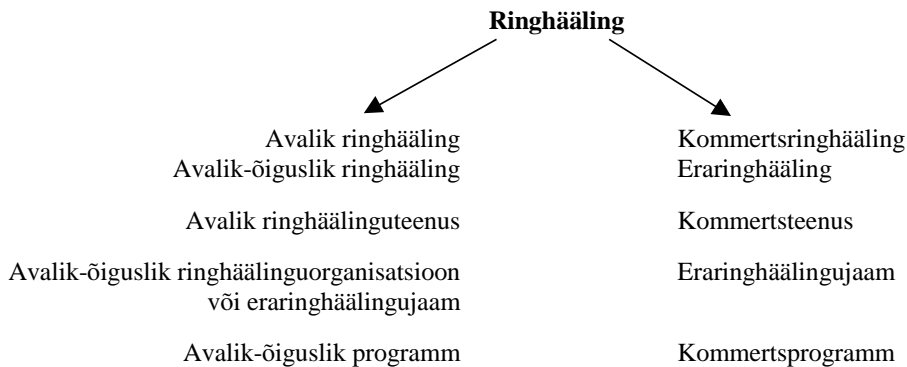 Ringhääling
Avalik ringhääling
Avalik-õiguslik ringhääling
Kommertsringhääling
Eraringhääling
Avalik ringhäälinguteenus
Kommertsteenus
Avalik-õiguslik ringhäälinguorganisatsioon
või eraringhäälingujaam
Eraringhäälingujaam
Avalik-õiguslik programm
Kommertsprogramm